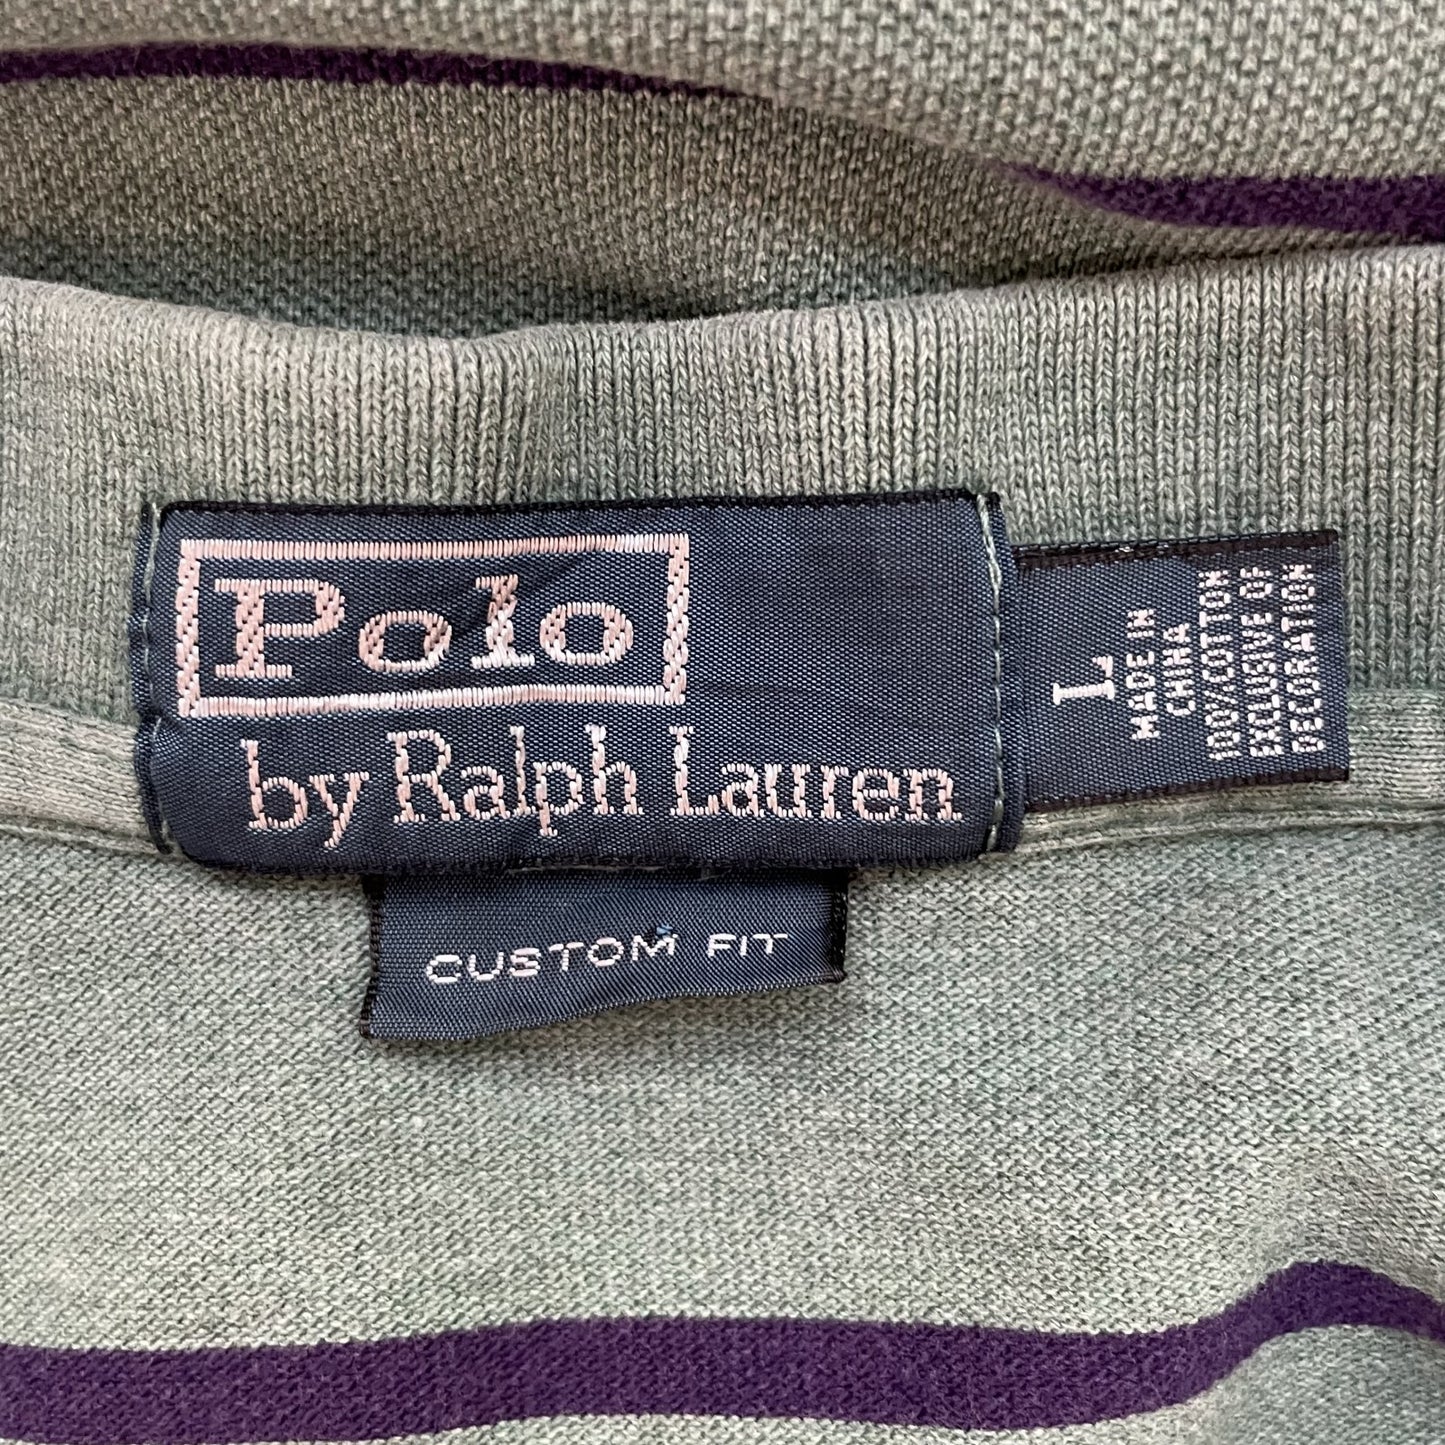 Polo
by Ralph Lauren
CUSTOM FIT
L
MADE IN
CHINA
100% COTTON
EXCLUSIVE OF
DECORATION